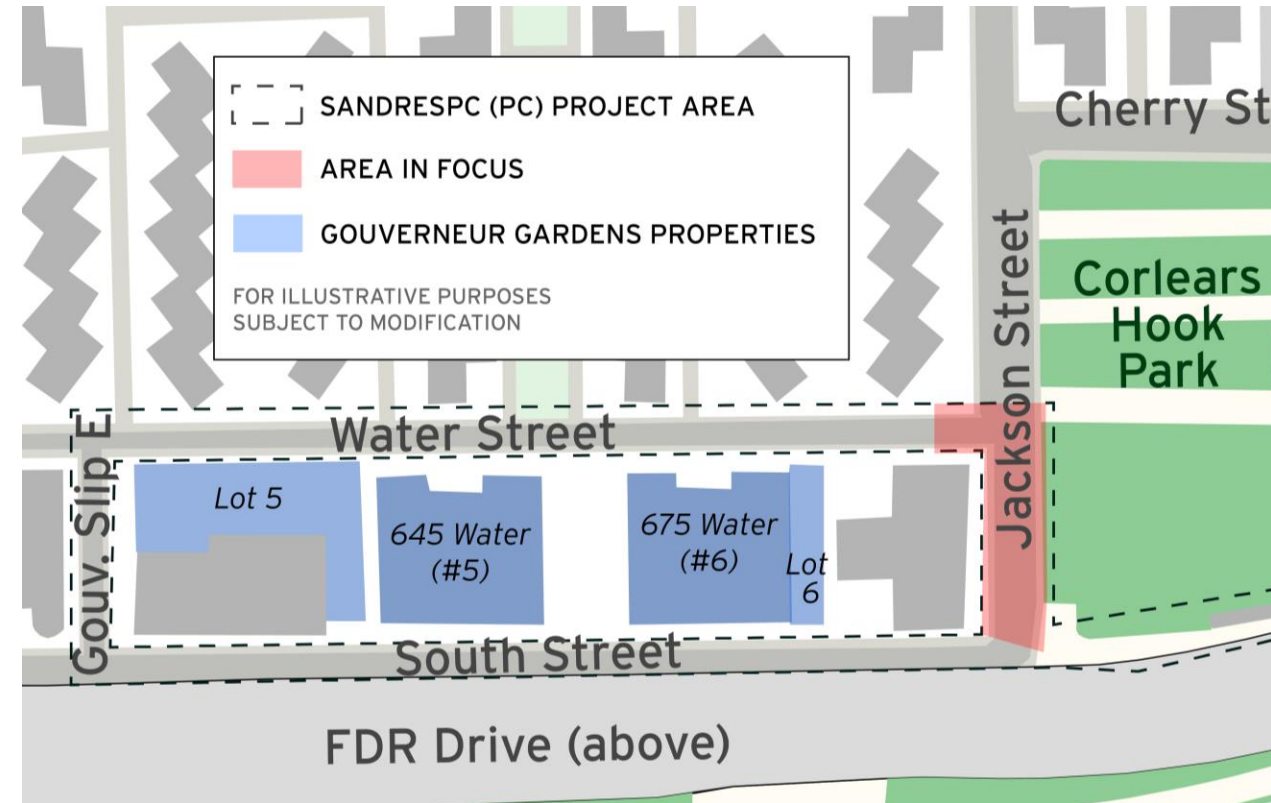 SANDRESPC (PC) PROJECT AREA
AREA IN FOCUS
GOUVERNEUR GARDENS PROPERTIES
FOR ILLUSTRATIVE PURPOSES
SUBJECT TO MODIFICATION
Cherry St
Jackson Street
Corlears
Hook
Park
Water Street
Gouv. Slip E
Lot 5
645 Water
(#5)
675 Water
(#6)
Lot
6
South Street
FDR Drive (above)